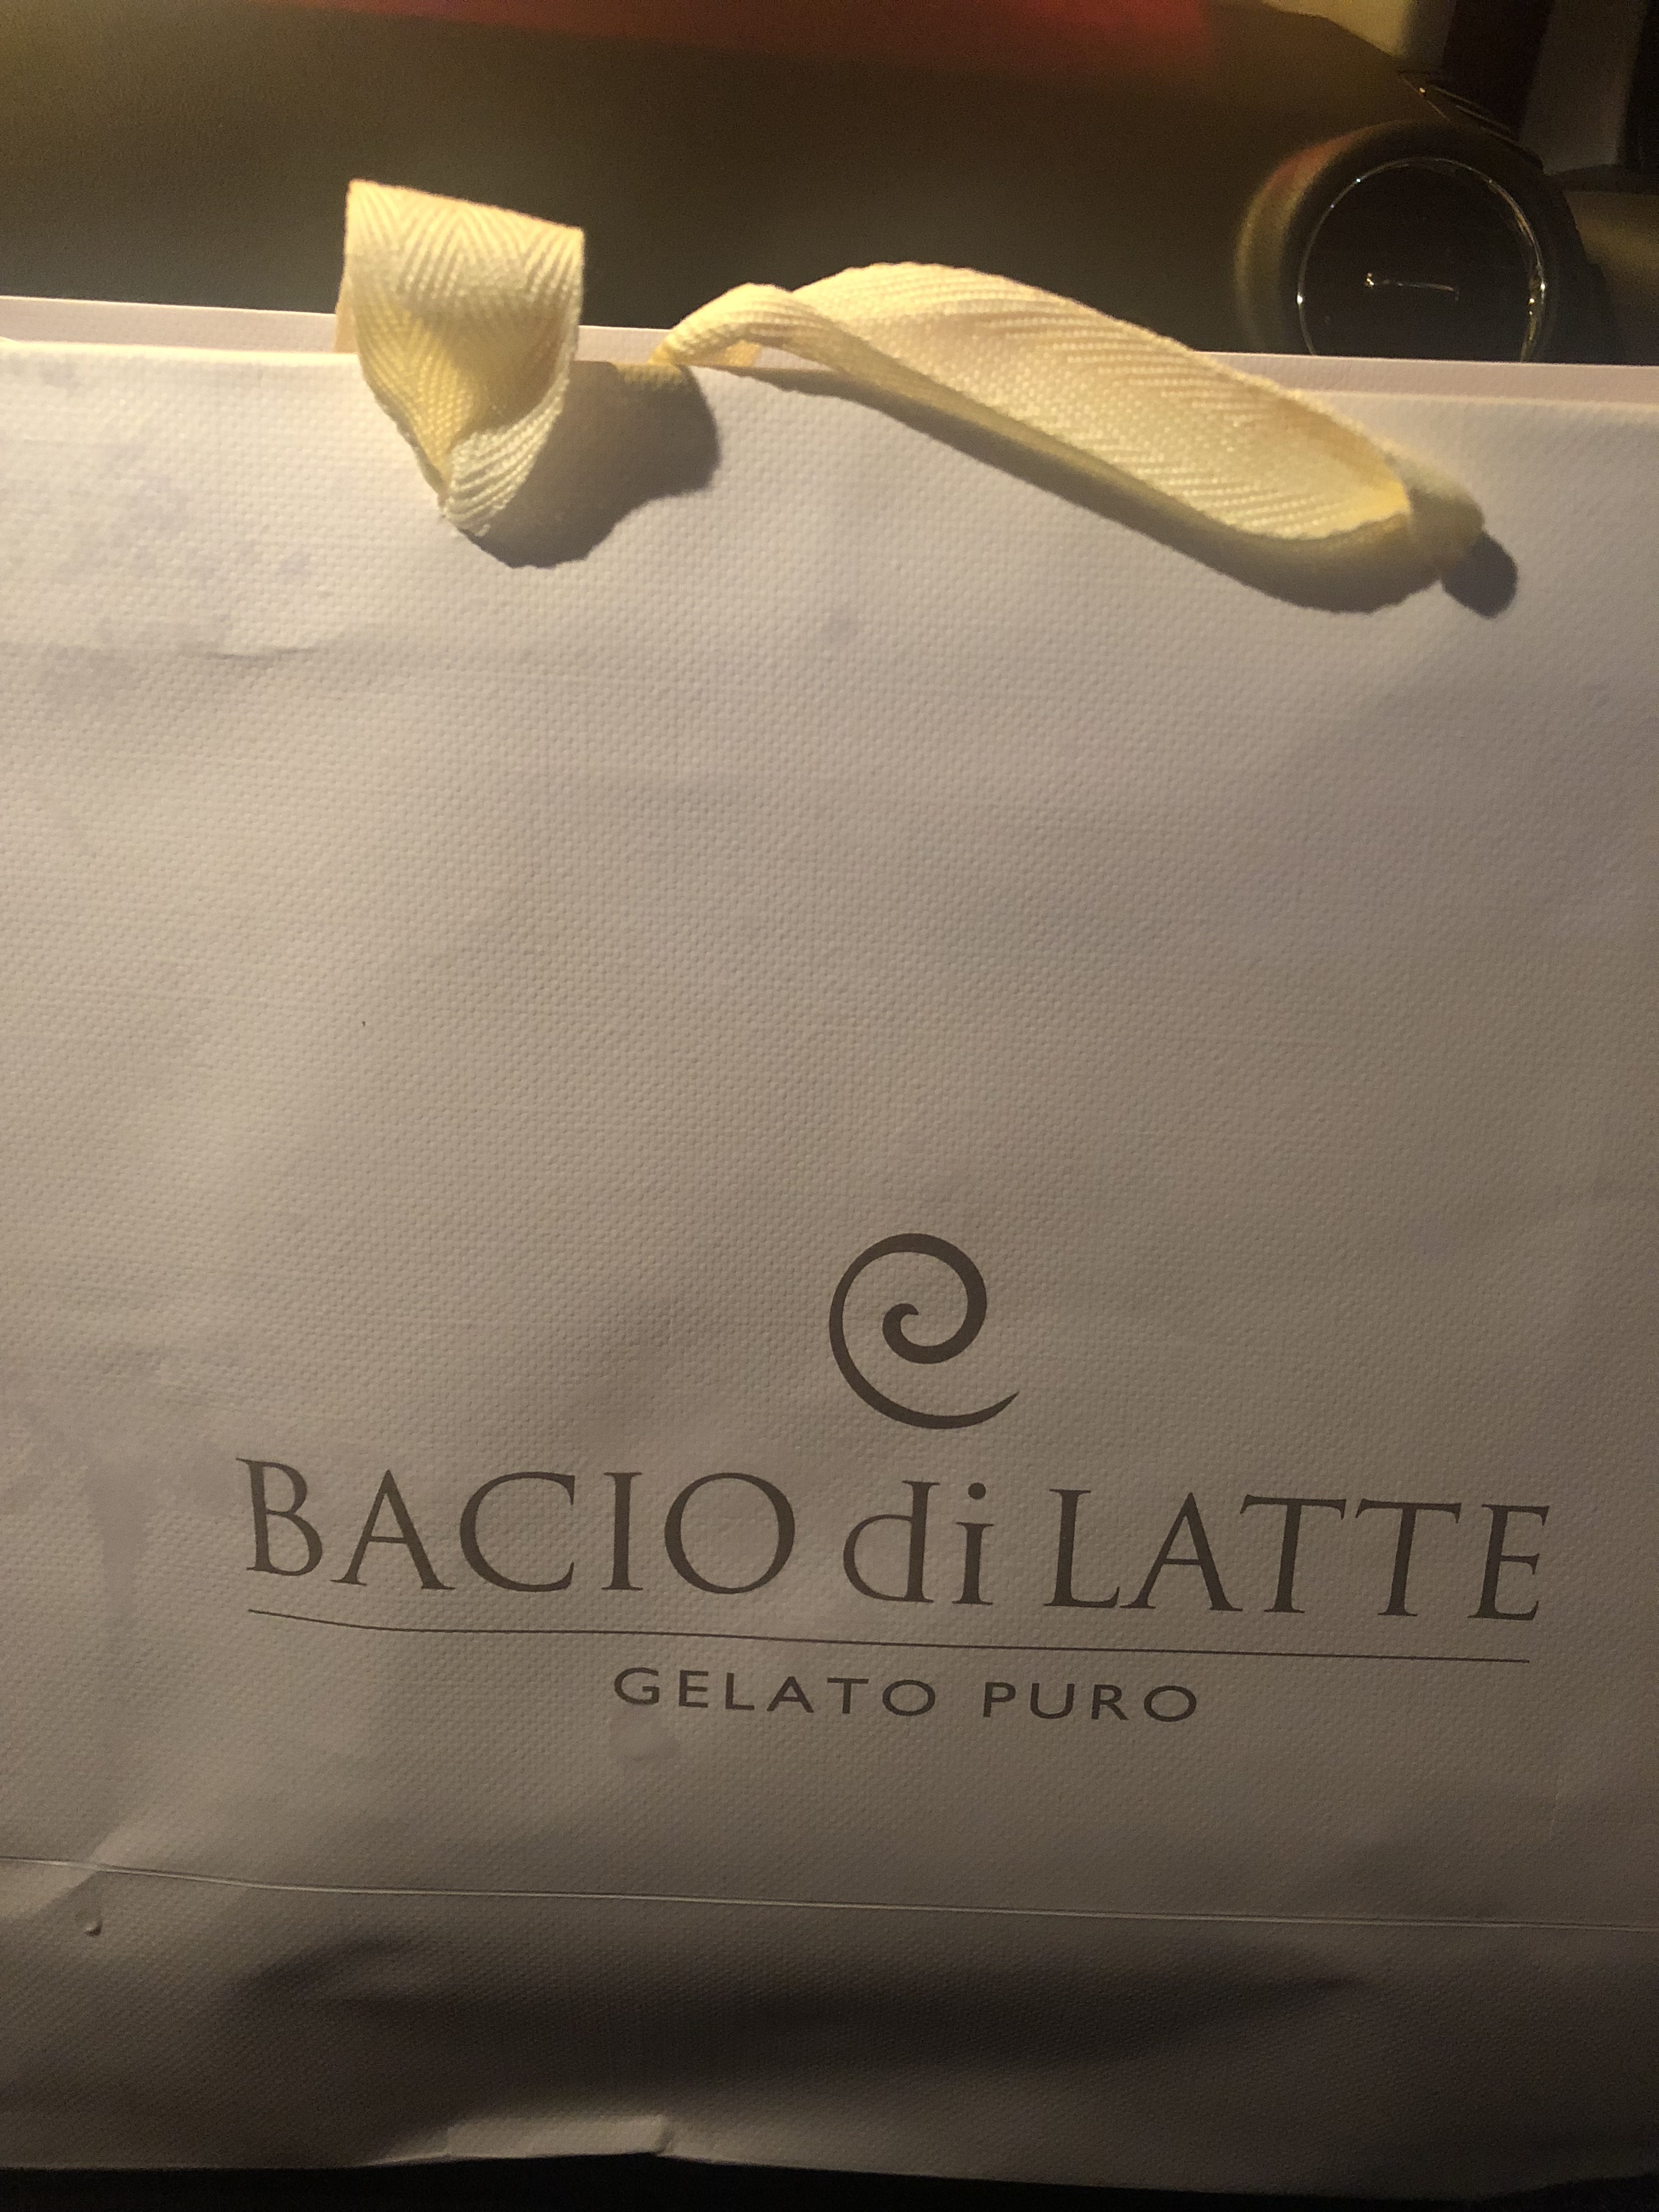 BACIO di LATTE
GELATO PURO